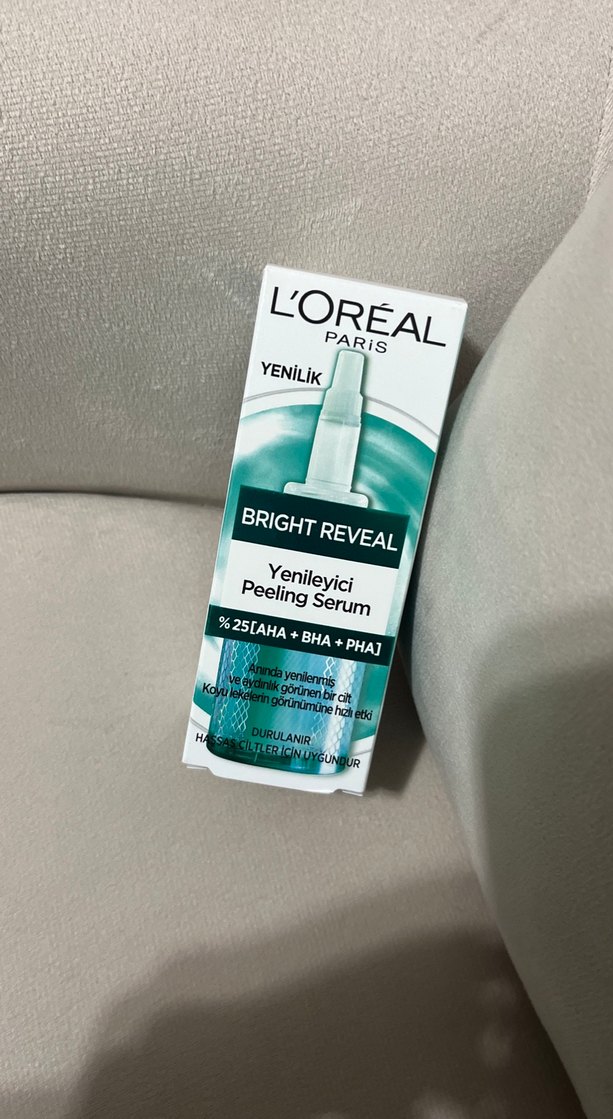 L'ORÉAL
PARiS
YENİLİK
BRIGHT REVEAL
Yenileyici
Peeling Serum
%25[AHA + BHA + PHA]
Anında yenilenmiş
ve aydınlık görünen bir cilt
Koyu lekelerin görünümüne hızlı etki
DURULANIR
HASSAS CİLTLER İÇİN UYGUNDUR